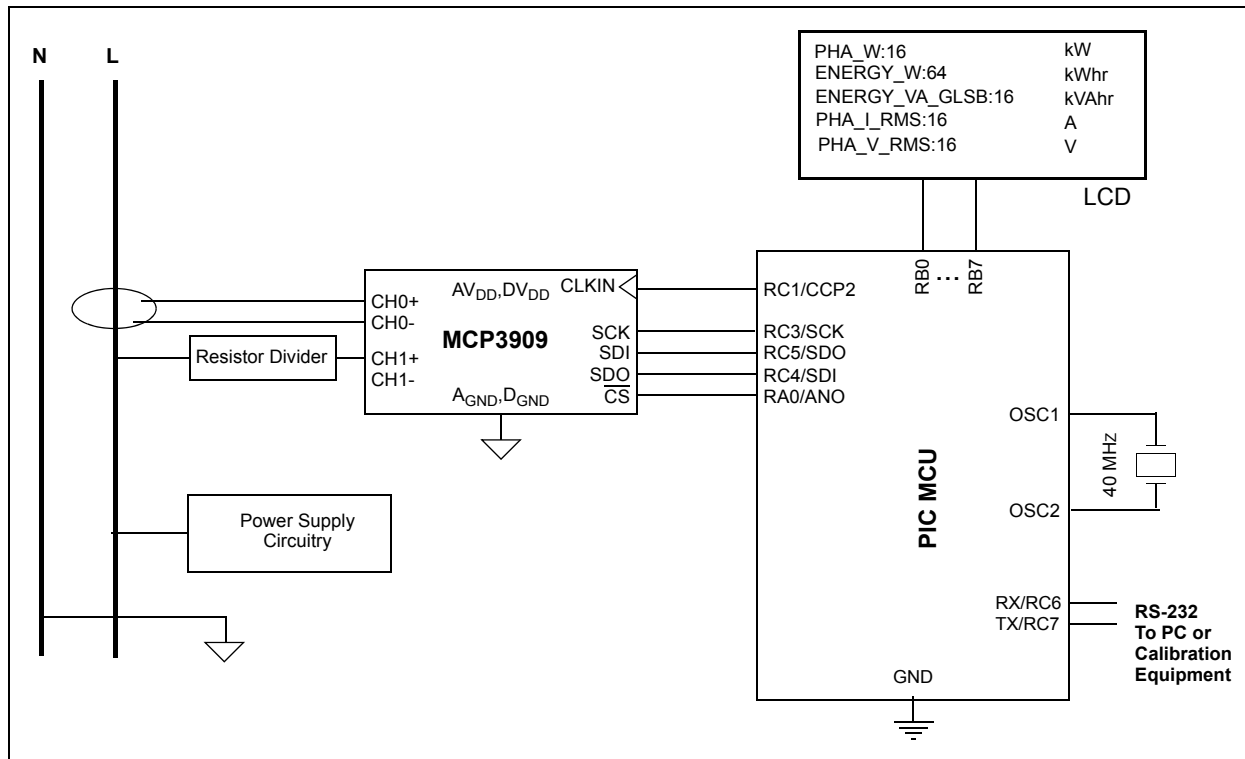 N L
PHA_W:16 kW
ENERGY_W:64 kWhr
ENERGY_VA_GLSB:16 kVAhr
PHA_I_RMS:16 A
PHA_V_RMS:16 V
LCD
RB0 ... RB7
CH0+
CH0-
CH1+
CH1-
AVDD,DVDD
CLKIN
MCP3909
SCK
SDI
SDO
CS
AGND,DGND
Resistor Divider
RC1/CCP2
RC3/SCK
RC5/SDO
RC4/SDI
RA0/ANO
PIC MCU
OSC1
OSC2
40 MHz
Power Supply
Circuitry
RX/RC6
TX/RC7
GND
RS-232
To PC or
Calibration
Equipment